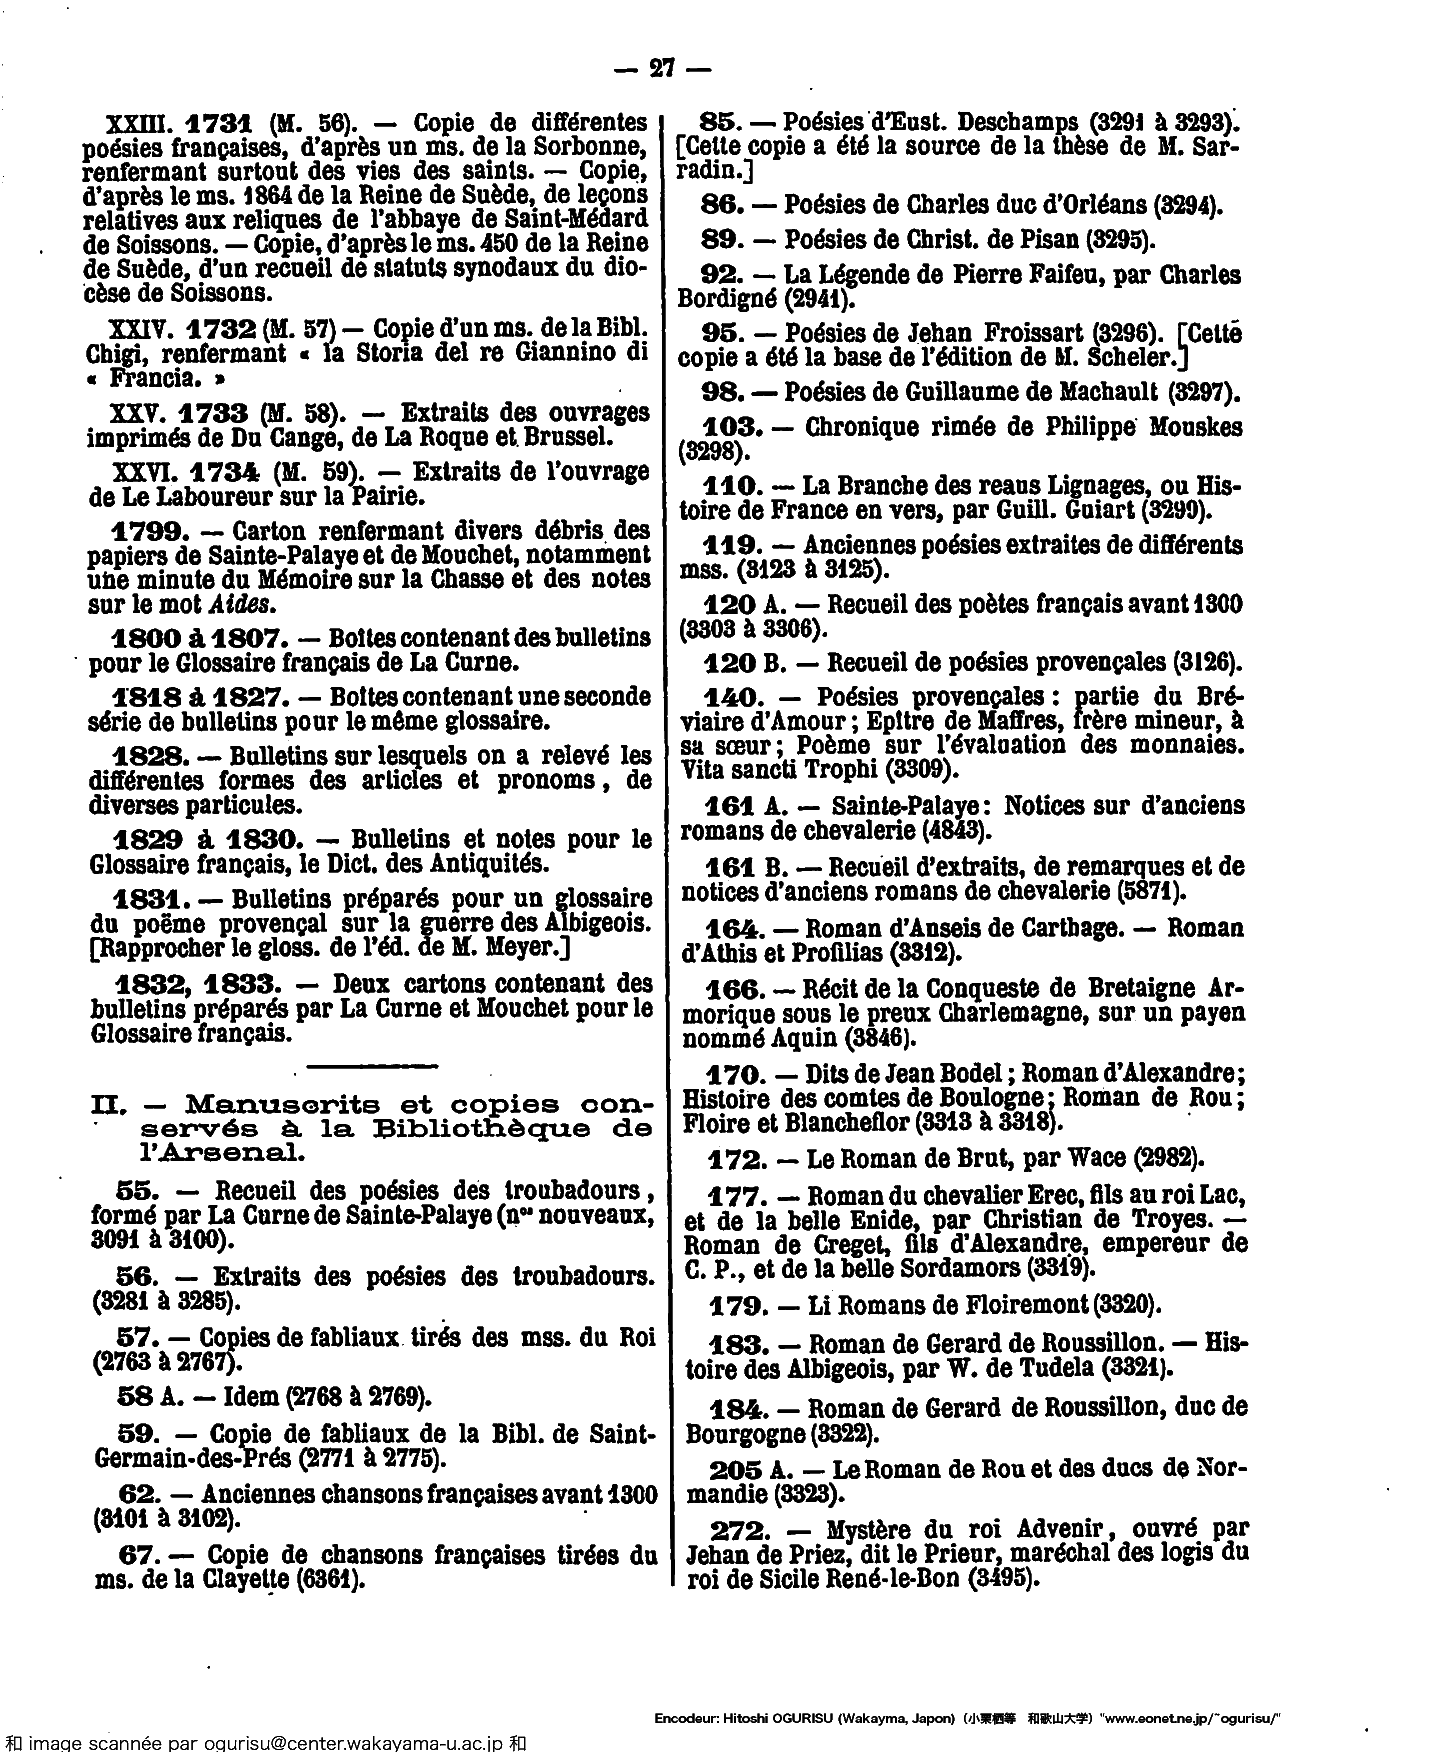 — 27 —
XXIII. 1731 (M. 56). — Copie de différentes
poésies françaises, d'après un ms. de la Sorbonne,
renfermant surtout des vies des saints. — Copie,
d'après le ms. 1864 de la Reine de Suède, de leçons
relatives aux reliques de l'abbaye de Saint-Médard
de Soissons. — Copie, d'après le ms. 450 de la Reine
de Suède, d'un recueil de statuts synodaux du dio-
cèse de Soissons.
XXIV. 1732 (M. 57) — Copie d'un ms. de la Bibl.
Chigi, renfermant « la Storia del re Giannino di
« Francia. »
XXV. 1733 (M. 58). — Extraits des ouvrages
imprimés de Du Cange, de La Roque et Brussel.
XXVI. 1734 (M. 59). — Extraits de l'ouvrage
de Le Laboureur sur la Pairie.
1799. — Carton renfermant divers débris des
papiers de Sainte-Palaye et de Mouchet, notamment
une minute du Mémoire sur la Chasse et des notes
sur le mot Aides.
1800 à 1807. — Boîtes contenant des bulletins
pour le Glossaire français de La Curne.
1818 à 1827. — Boîtes contenant une seconde
série de bulletins pour le même glossaire.
1828. — Bulletins sur lesquels on a relevé les
différentes formes des articles et pronoms, de
diverses particules.
1829 à 1830. — Bulletins et notes pour le
Glossaire français, le Dict. des Antiquités.
1831. — Bulletins préparés pour un glossaire
du poëme provençal sur la guerre des Albigeois.
[Rapprocher le gloss. de l'éd. de M. Meyer.]
1832, 1833. — Deux cartons contenant des
bulletins préparés par La Curne et Mouchet pour le
Glossaire français.
II. — Manuscrits et copies con-
servés à la Bibliothèque de
l'Arsenal.
55. — Recueil des poésies des troubadours,
formé par La Curne de Sainte-Palaye (nos nouveaux,
3091 à 3100).
56. — Extraits des poésies des troubadours.
(3281 à 3285).
57. — Copies de fabliaux tirés des mss. du Roi
(2763 à 2767).
58 A. — Idem (2768 à 2769).
59. — Copie de fabliaux de la Bibl. de Saint-
Germain-des-Prés (2771 à 2775).
62. — Anciennes chansons françaises avant 1300
(3101 à 3102).
67. — Copie de chansons françaises tirées du
ms. de la Clayette (6361).
85. — Poésies d'Eust. Deschamps (3291 à 3293).
[Cette copie a été la source de la thèse de M. Sar-
radin.]
86. — Poésies de Charles duc d'Orléans (3294).
89. — Poésies de Christ. de Pisan (3295).
92. — La Légende de Pierre Faifeu, par Charles
Bordigné (2941).
95. — Poésies de Jehan Froissart (3296). [Cette
copie a été la base de l'édition de M. Scheler.]
98. — Poésies de Guillaume de Machault (3297).
103. — Chronique rimée de Philippe Mouskes
(3298).
110. — La Branche des reaus Lignages, ou His-
toire de France en vers, par Guill. Guiart (3299).
119. — Anciennes poésies extraites de différents
mss. (3123 à 3125).
120 A. — Recueil des poètes français avant 1300
(3303 à 3306).
120 B. — Recueil de poésies provençales (3126).
140. — Poésies provençales : partie du Bré-
viaire d'Amour ; Epître de Maffres, frère mineur, à
sa sœur ; Poème sur l'évaluation des monnaies.
Vita sancti Trophi (3309).
161 A. — Sainte-Palaye : Notices sur d'anciens
romans de chevalerie (4843).
161 B. — Recueil d'extraits, de remarques et de
notices d'anciens romans de chevalerie (5871).
164. — Roman d'Anseis de Carthage. — Roman
d'Athis et Profilias (3312).
166. — Récit de la Conqueste de Bretaigne Ar-
morique sous le preux Charlemagne, sur un payen
nommé Aquin (3846).
170. — Dits de Jean Bodel ; Roman d'Alexandre ;
Histoire des comtes de Boulogne ; Roman de Rou ;
Floire et Blancheflor (3313 à 3318).
172. — Le Roman de Brut, par Wace (2982).
177. — Roman du chevalier Erec, fils au roi Lac,
et de la belle Enide, par Christian de Troyes. —
Roman de Creget, fils d'Alexandre, empereur de
C. P., et de la belle Sordamors (3319).
179. — Li Romans de Floiremont (3320).
183. — Roman de Gerard de Roussillon. — His-
toire des Albigeois, par W. de Tudela (3321).
184. — Roman de Gerard de Roussillon, duc de
Bourgogne (3322).
205 A. — Le Roman de Rou et des ducs de Nor-
mandie (3323).
272. — Mystère du roi Advenir, ouvré par
Jehan de Priez, dit le Prieur, maréchal des logis du
roi de Sicile René-le-Bon (3495).
Encodeur: Hitoshi OGURISU (Wakayma, Japon) (小栗栖等 和歌山大学) "www.eonet.ne.jp/~ogurisu/"
和 image scannée par ogurisu@center.wakayama-u.ac.jp 和